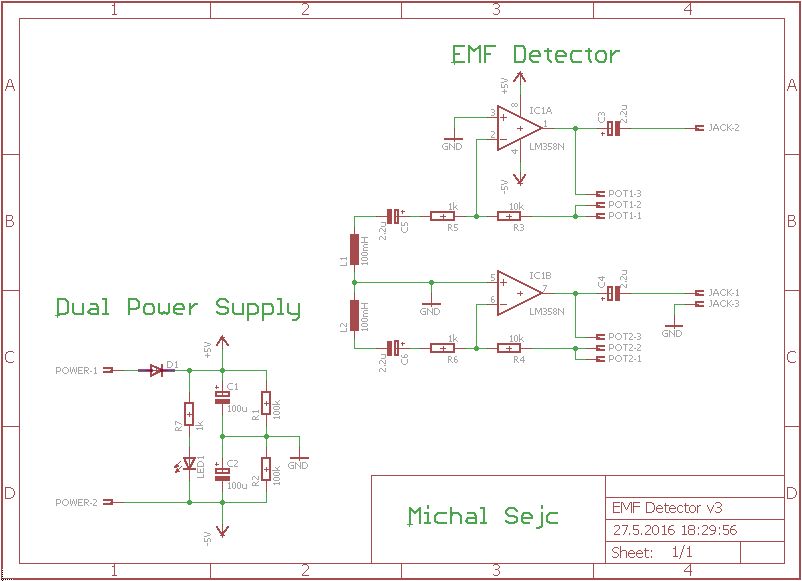 1 2 3 4
A A
EMF Detector
+5V
8
IC1A
3
1
2
4
LM358N
GND
-5V
C3
2.2u
JACK-2
POT1-3
POT1-2
POT1-1
B B
2.2u
C5
1k
R5
10k
R3
L1
100mH
IC1B
5
7
6
LM358N
GND
C4
2.2u
JACK-1
JACK-3
GND
L2
100mH
Dual Power Supply
2.2u
C6
1k
R6
10k
R4
POT2-3
POT2-2
POT2-1
C C
+5V
POWER-1
D1
C1
100u
R1
100k
R7
1k
GND
LED1
C2
100u
R2
100k
POWER-2
-5V
D D
Michal Sejc
EMF Detector v3
27.5.2016 18:29:56
Sheet: 1/1
1 2 3 4